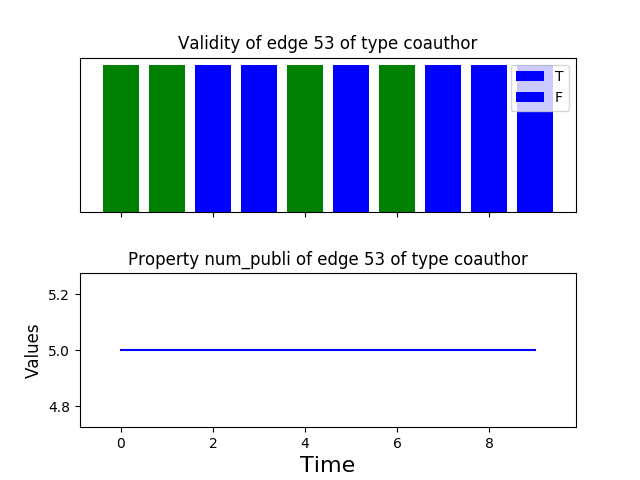 Validity of edge 53 of type coauthor
T
F
Property num_publi of edge 53 of type coauthor
5.2
5.0
4.8
Values
0 2 4 6 8
Time